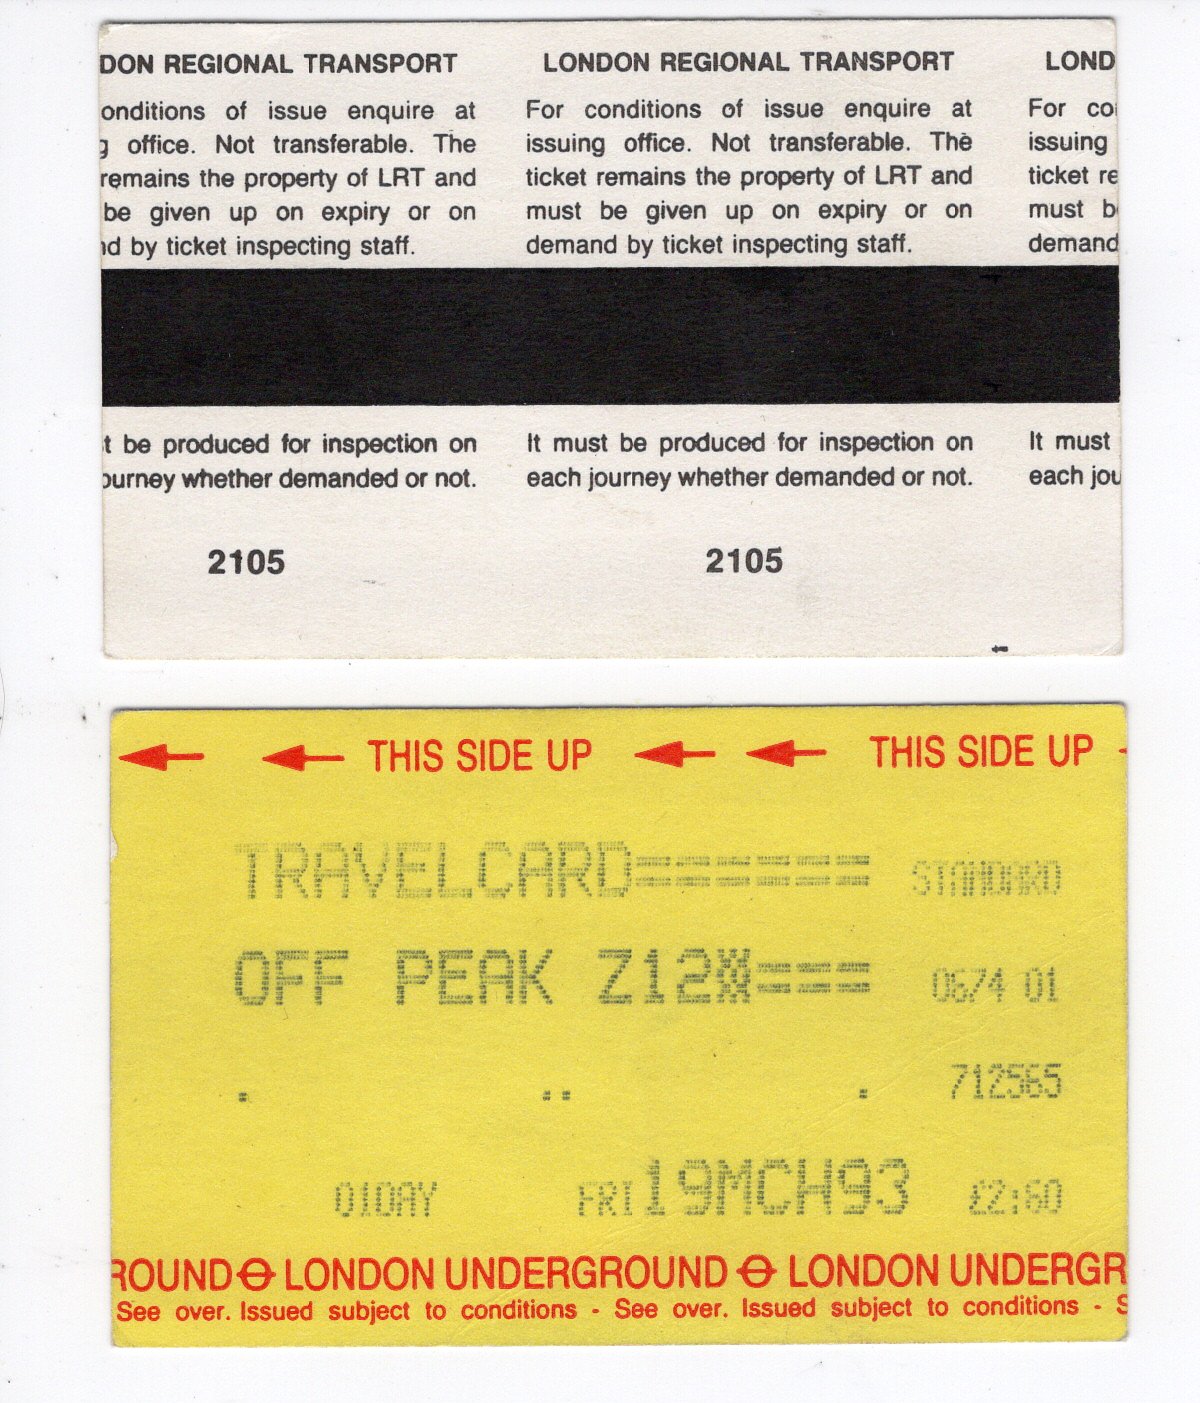 DON REGIONAL TRANSPORT LONDON REGIONAL TRANSPORT LOND
onditions of issue enquire at For conditions of issue enquire at For co
g office. Not transferable. The issuing office. Not transferable. The issuing
remains the property of LRT and ticket remains the property of LRT and ticket re
be given up on expiry or on must be given up on expiry or on must b
nd by ticket inspecting staff. demand by ticket inspecting staff. demand
t be produced for inspection on It must be produced for inspection on It must
ourney whether demanded or not. each journey whether demanded or not. each jou
2105 2105
THIS SIDE UP THIS SIDE UP
TRAVELCARD====== STANDARD
OFF PEAK Z12 === 0674 01
. .. . 712565
01DAY FRI 19MCH93
ROUND LONDON UNDERGROUND LONDON UNDERGR
See over. Issued subject to conditions - See over. Issued subject to conditions - S